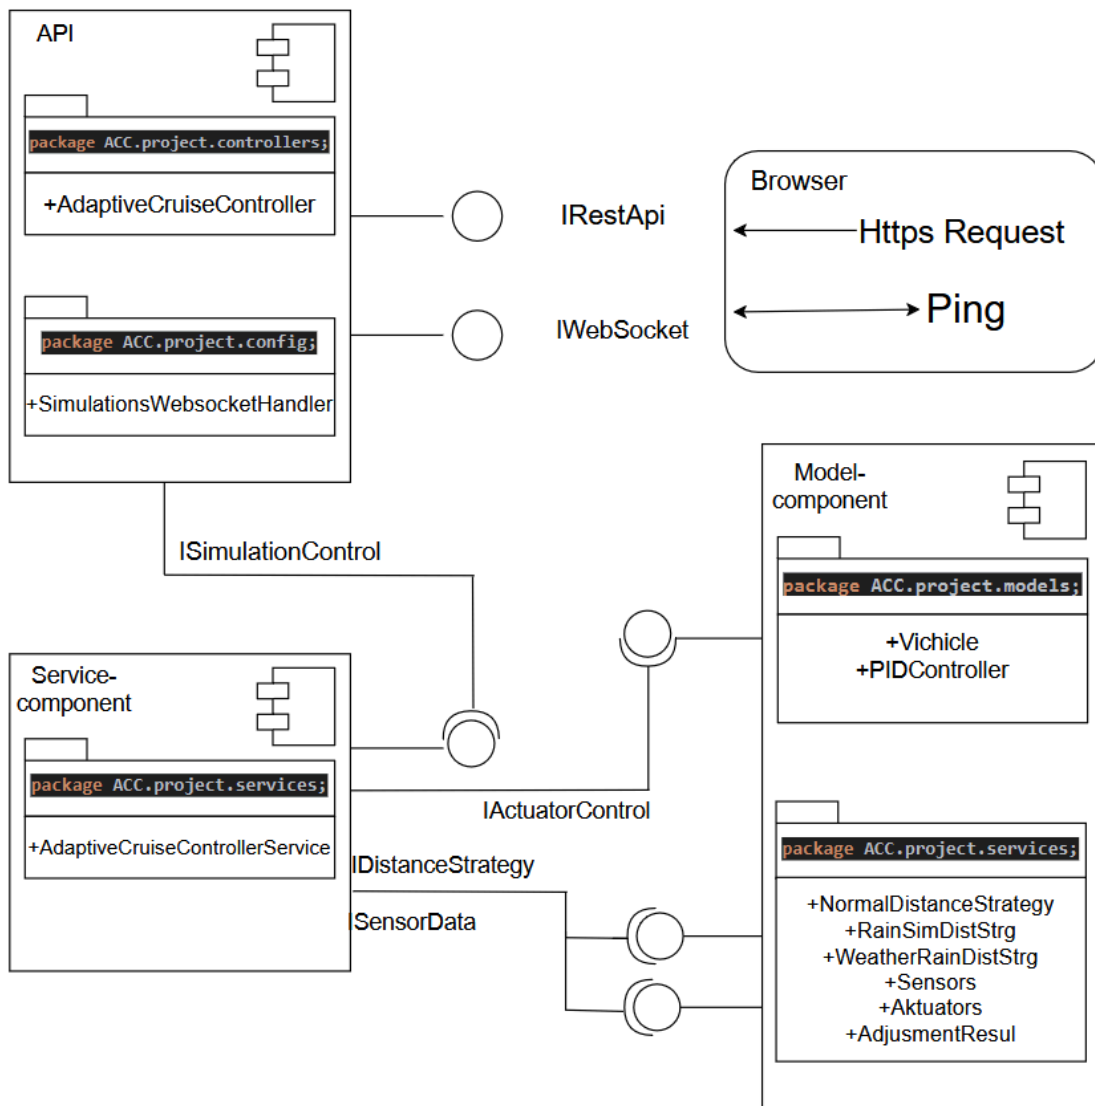 API
package ACC.project.controllers;
+AdaptiveCruiseController
package ACC.project.config;
+SimulationsWebsocketHandler
IRestApi
IWebSocket
Browser
Https Request
Ping
ISimulationControl
Service-
component
package ACC.project.services;
+AdaptiveCruiseControllerService
IActuatorControl
IDistanceStrategy
ISensorData
Model-
component
package ACC.project.models;
+Vichicle
+PIDController
package ACC.project.services;
+NormalDistanceStrategy
+RainSimDistStrg
+WeatherRainDistStrg
+Sensors
+Aktuators
+AdjusmentResul